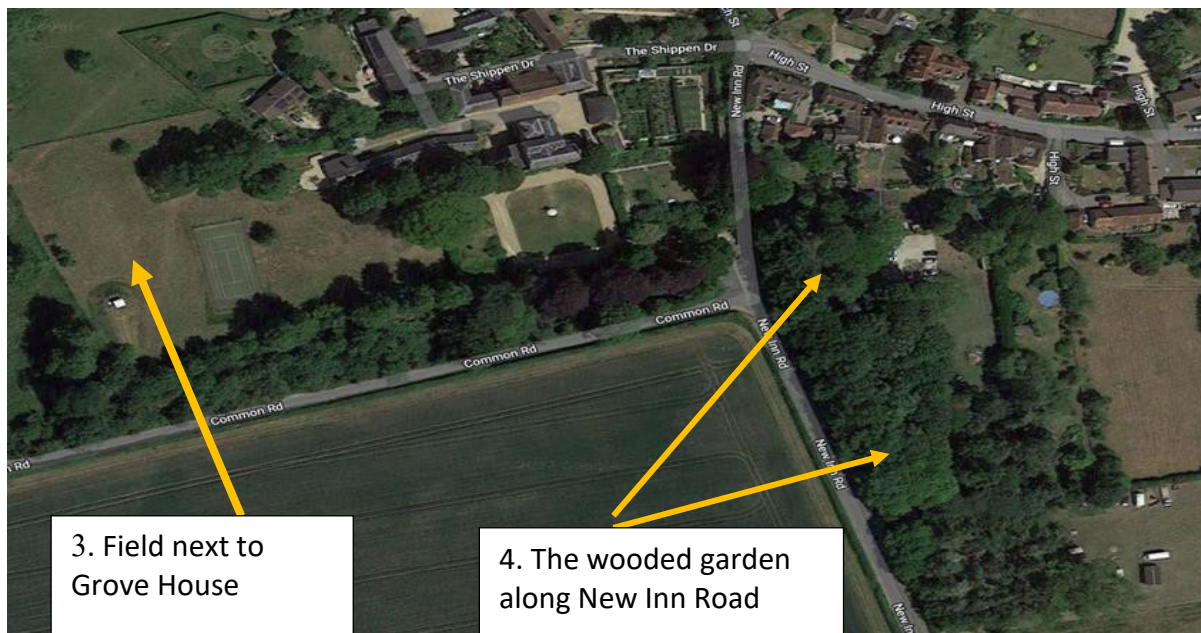 High St
The Shippen Dr
High St
The Shippen Dr
New Inn Rd
High St
High St
High St
Common Rd
New Inn Rd
Common Rd
Common Rd
New Inn Rd
3. Field next to
Grove House
4. The wooded garden
along New Inn Road